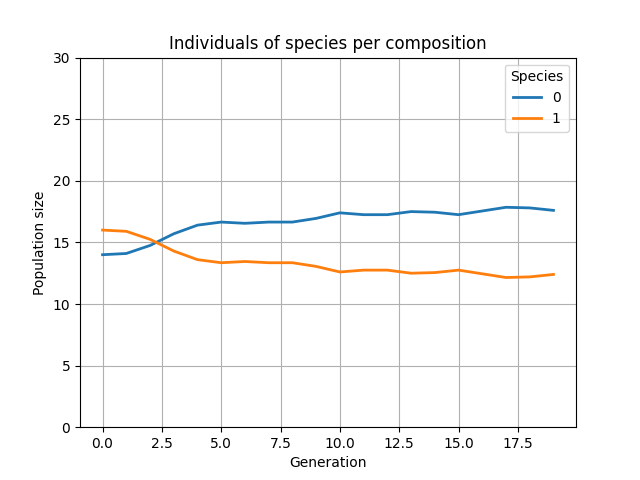 Individuals of species per composition
Species
0
1
30
25
20
15
10
5
0
Population size
0.0 2.5 5.0 7.5 10.0 12.5 15.0 17.5
Generation